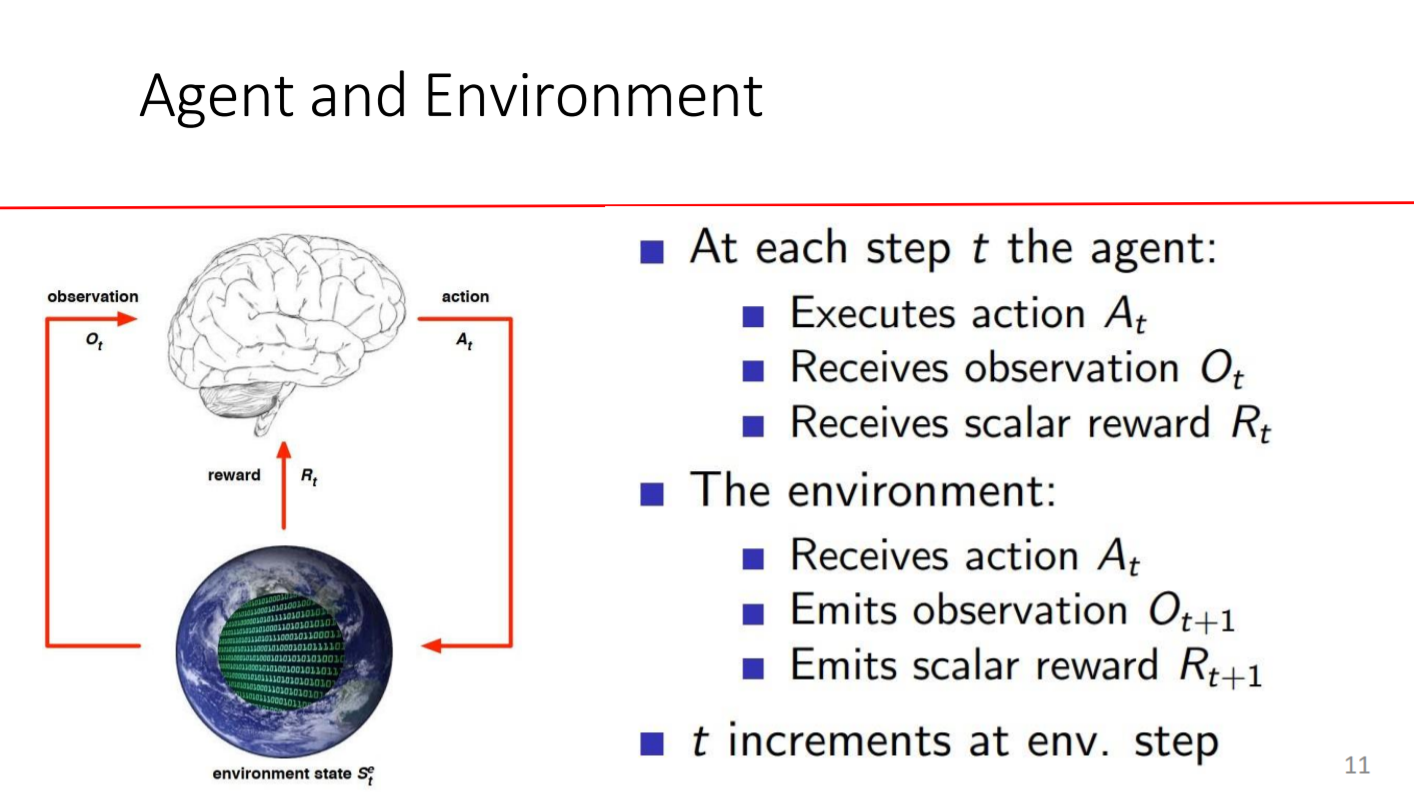 Agent and Environment
observation
O_t
action
A_t
reward R_t
environment state S_t^e
At each step t the agent:
Executes action A_t
Receives observation O_t
Receives scalar reward R_t
The environment:
Receives action A_t
Emits observation O_{t+1}
Emits scalar reward R_{t+1}
t increments at env. step
11